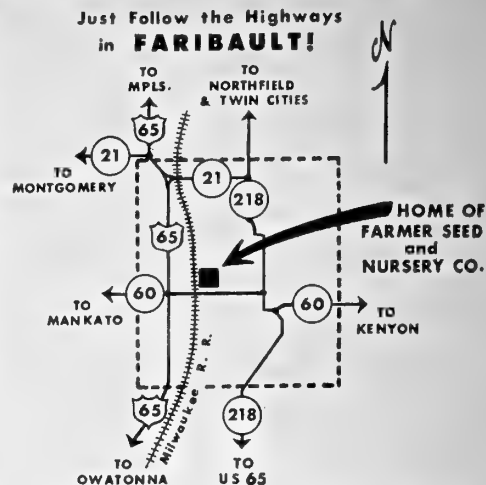 Just Follow the Highways
in FARIBAULT!
N
TO
MPLS.
TO
NORTHFIELD
& TWIN CITIES
65
21
TO
MONTGOMERY
21
218
65
HOME OF
FARMER SEED
and
NURSERY CO.
60
TO
MANKATO
60
TO
KENYON
Milwaukee R. R.
65
218
TO
OWATONNA
TO
US 65